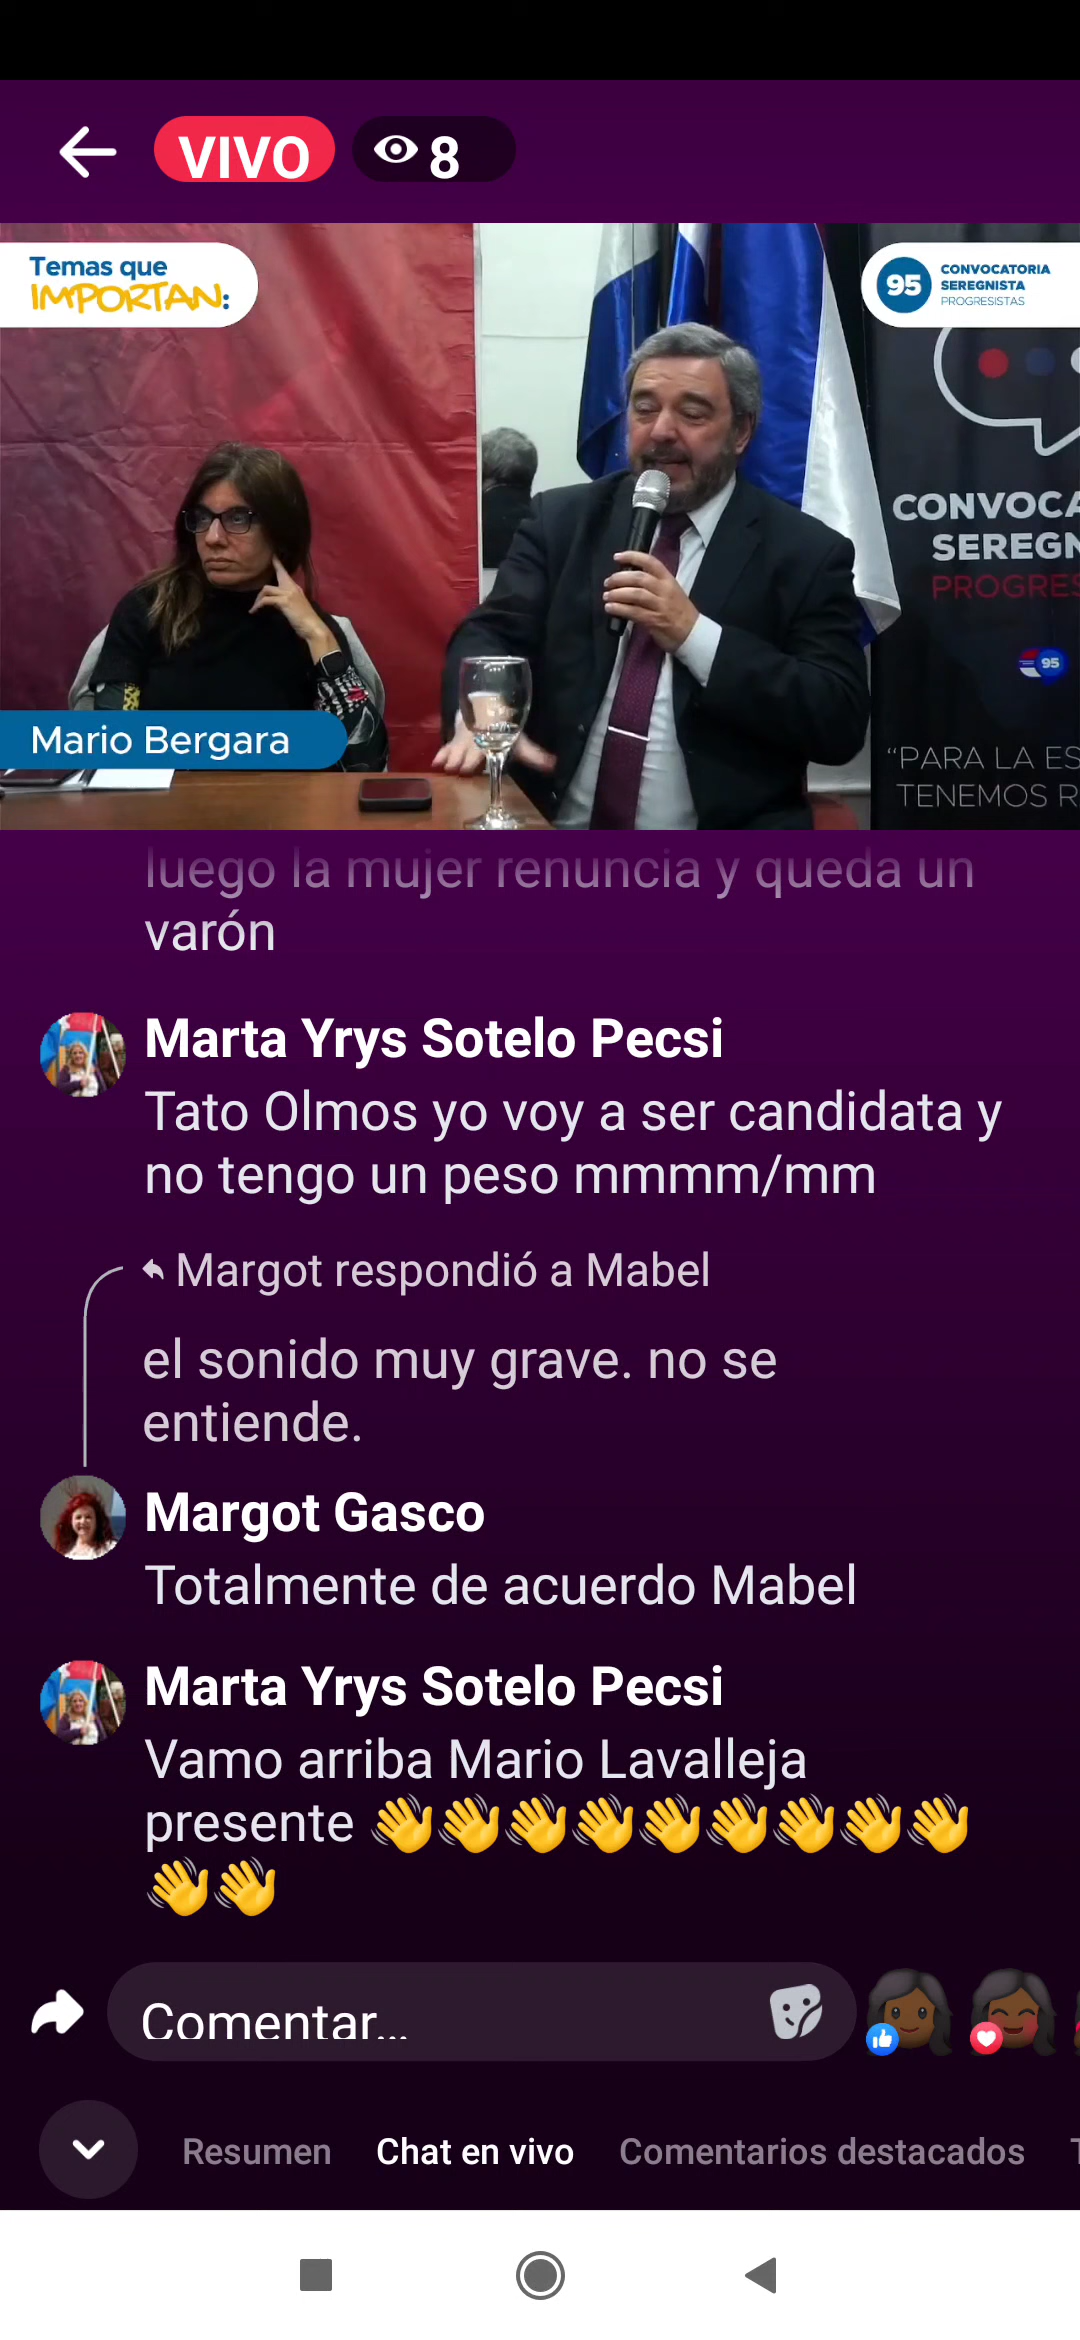 VIVO
8
Temas que
IMPORTAN:
95
CONVOCATORIA
SEREGNISTA
PROGRESISTAS
CONVOCA
SEREGN
PROGRES
95
"PARA LA ES
TENEMOS R
Mario Bergara
luego la mujer renuncia y queda un
varón
Marta Yrys Sotelo Pecsi
Tato Olmos yo voy a ser candidata y
no tengo un peso mmmm/mm
Margot respondió a Mabel
el sonido muy grave. no se
entiende.
Margot Gasco
Totalmente de acuerdo Mabel
Marta Yrys Sotelo Pecsi
Vamo arriba Mario Lavalleja
presente 👋👋👋👋👋👋👋👋👋
👋👋
Comentar...
Resumen
Chat en vivo
Comentarios destacados